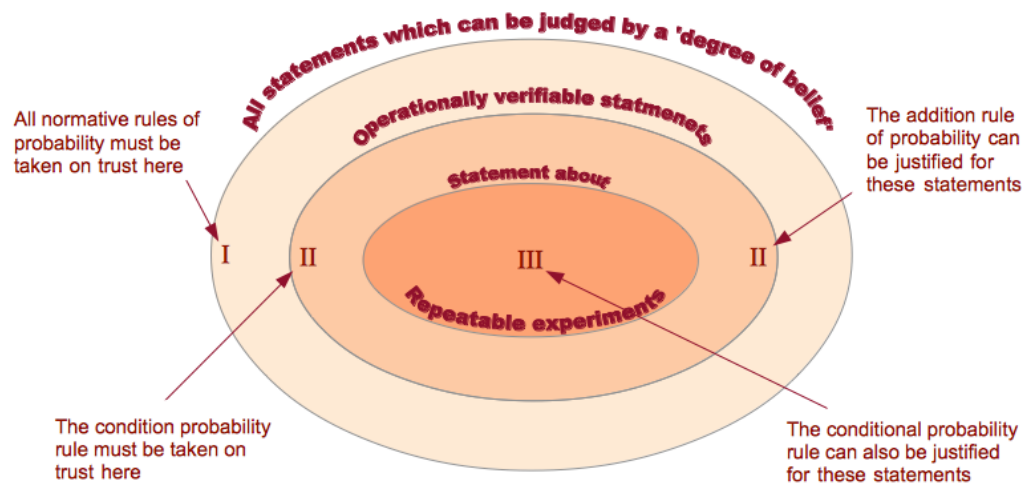 All statements which can be judged by a 'degree of belief'
Operationally verifiable statmenets
Statement about
Repeatable experiments
All normative rules of
probability must be
taken on trust here
The addition rule
of probability can
be justified for
these statements
I
II
III
II
The condition probability
rule must be taken on
trust here
The conditional probability
rule can also be justified
for these statements